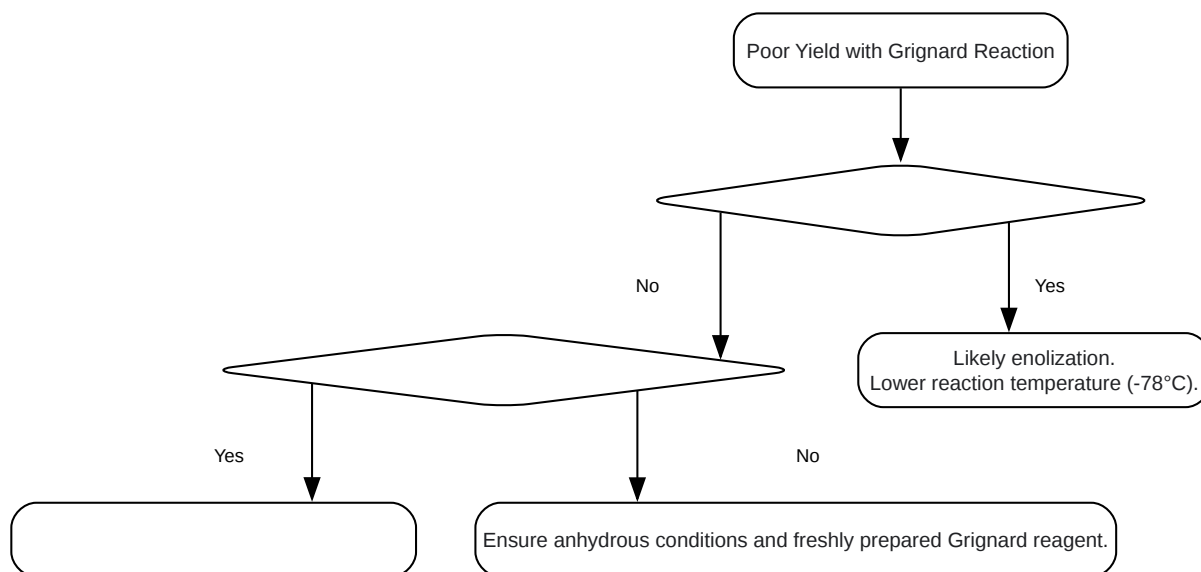 Poor Yield with Grignard Reaction
No
Yes
Likely enolization.
Lower reaction temperature (-78°C).
Yes
No
Ensure anhydrous conditions and freshly prepared Grignard reagent.